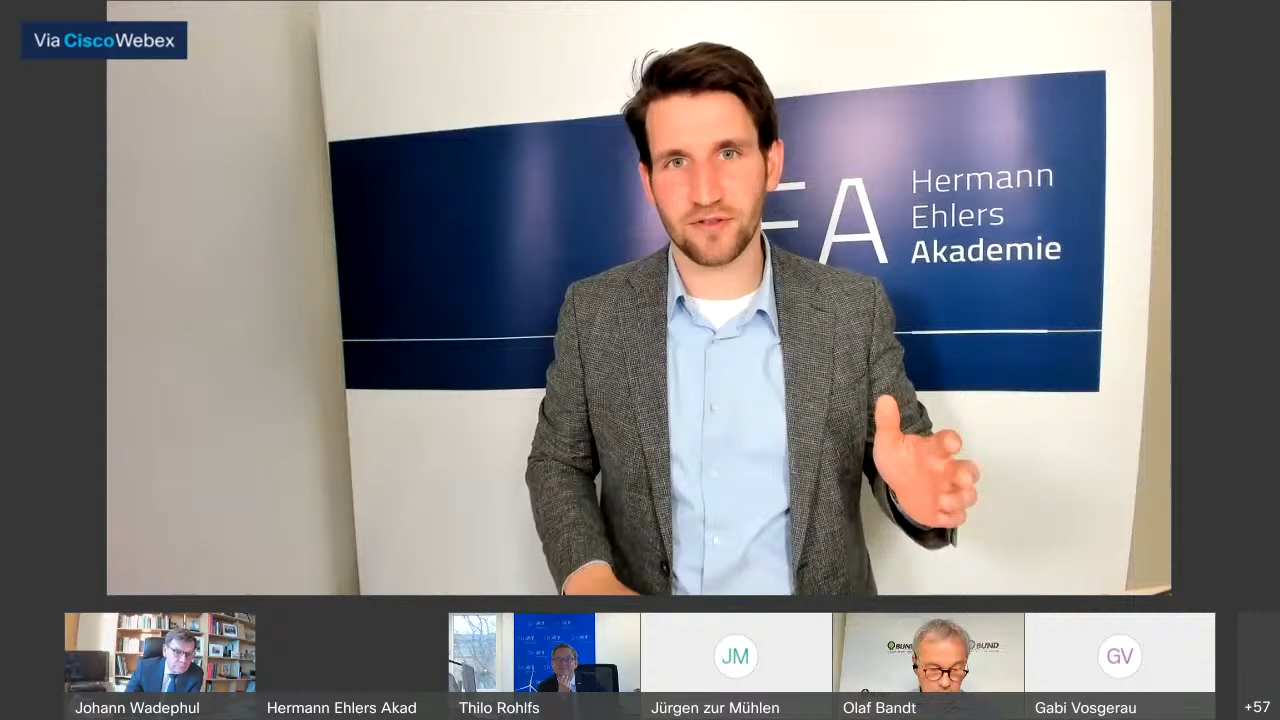 Via CiscoWebex
EA
Hermann
Ehlers
Akademie
BUND
JM
GV
Johann Wadephul
Hermann Ehlers Akad
Thilo Rohlfs
Jürgen zur Mühlen
Olaf Bandt
Gabi Vosgerau
+57